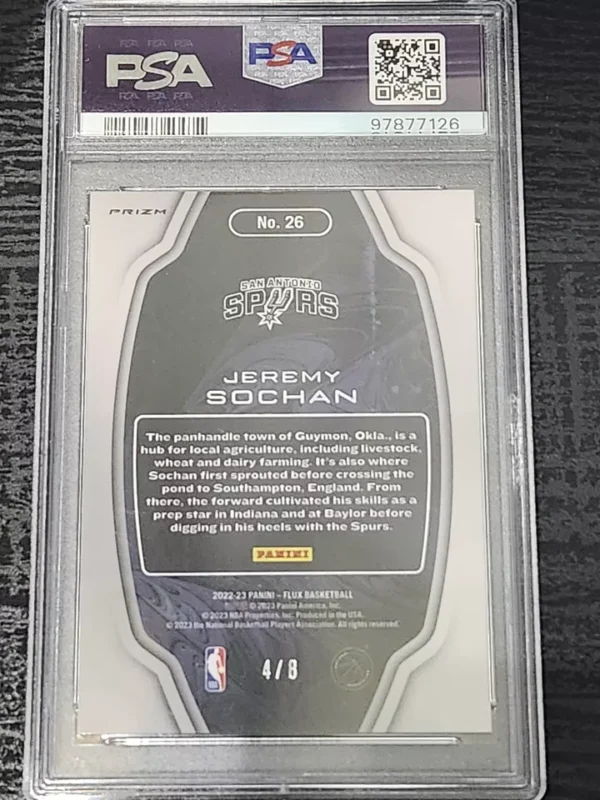 PSA
PSA
97877126
PRIZM
No. 26
SAN ANTONIO
SPURS
JEREMY
SOCHAN
The panhandle town of Guymon, Okla., is a
hub for local agriculture, including livestock,
wheat and dairy farming. It's also where
Sochan first sprouted before crossing the
pond to Southampton, England. From
there, the forward cultivated his skills as a
prep star in Indiana and at Baylor before
digging in his heels with the Spurs.
PANINI
2022-23 PANINI – FLUX BASKETBALL
© 2023 Panini America, Inc.
© 2023 NBA Properties, Inc. Produced in the USA.
© 2023 the National Basketball Players Association. All rights reserved.
4/8